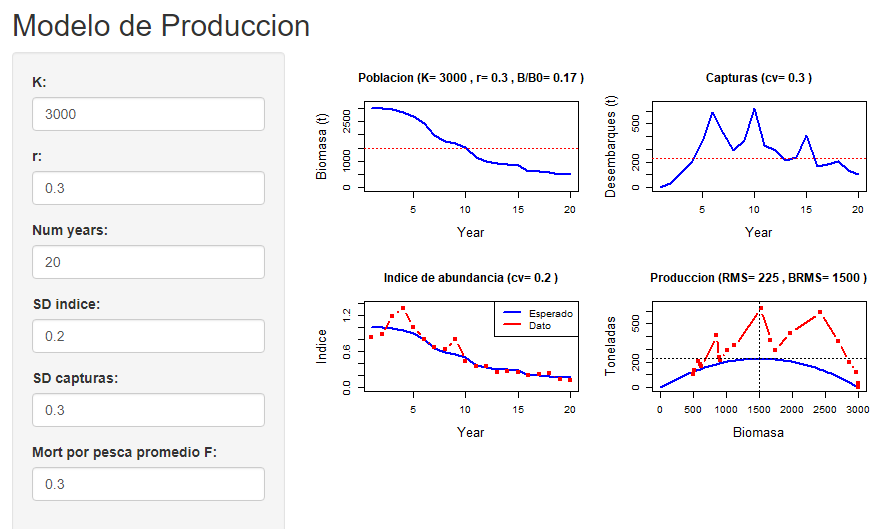 Modelo de Produccion
K:
3000
r:
0.3
Num years:
20
SD indice:
0.2
SD capturas:
0.3
Mort por pesca promedio F:
0.3
Poblacion (K= 3000 , r= 0.3 , B/B0= 0.17 )
Biomasa (t)
0 1000 2500
5 10 15 20
Year
Capturas (cv= 0.3 )
Desembarques (t)
0 200 500
5 10 15 20
Year
Indice de abundancia (cv= 0.2 )
Indice
0.0 0.6 1.2
Esperado
Dato
5 10 15 20
Year
Produccion (RMS= 225 , BRMS= 1500 )
Toneladas
0 200 500
0 500 1000 1500 2000 2500 3000
Biomasa